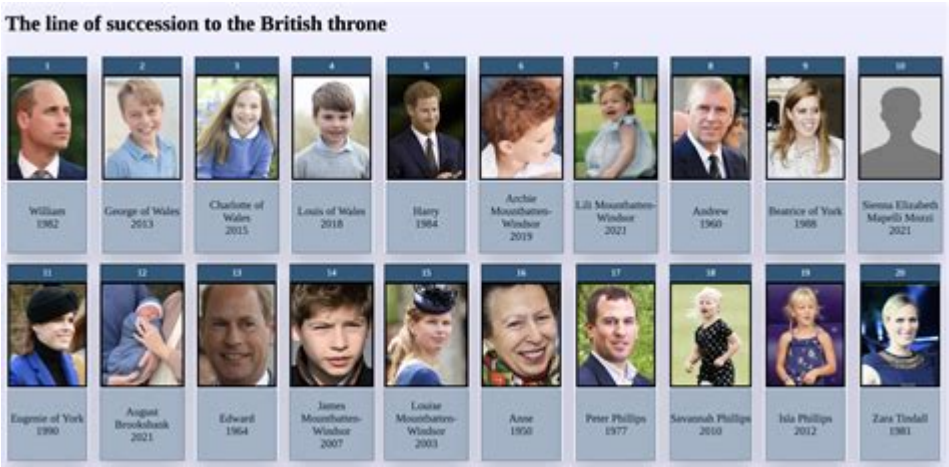 The line of succession to the British throne
1
2
3
4
5
6
7
8
9
10
William
1982
George of Wales
2013
Charlotte of
Wales
2015
Louis of Wales
2018
Harry
1984
Archie
Mountbatten-
Windsor
2019
Lili Mountbatten-
Windsor
2021
Andrew
1960
Beatrice of York
1988
Sienna Elizabeth
Mapelli Mozzi
2021
11
12
13
14
15
16
17
18
19
20
Eugenie of York
1990
August
Brooksbank
2021
Edward
1964
James
Mountbatten-
Windsor
2007
Louise
Mountbatten-
Windsor
2003
Anne
1950
Peter Phillips
1977
Savannah Phillips
2010
Isla Phillips
2012
Zara Tindall
1981